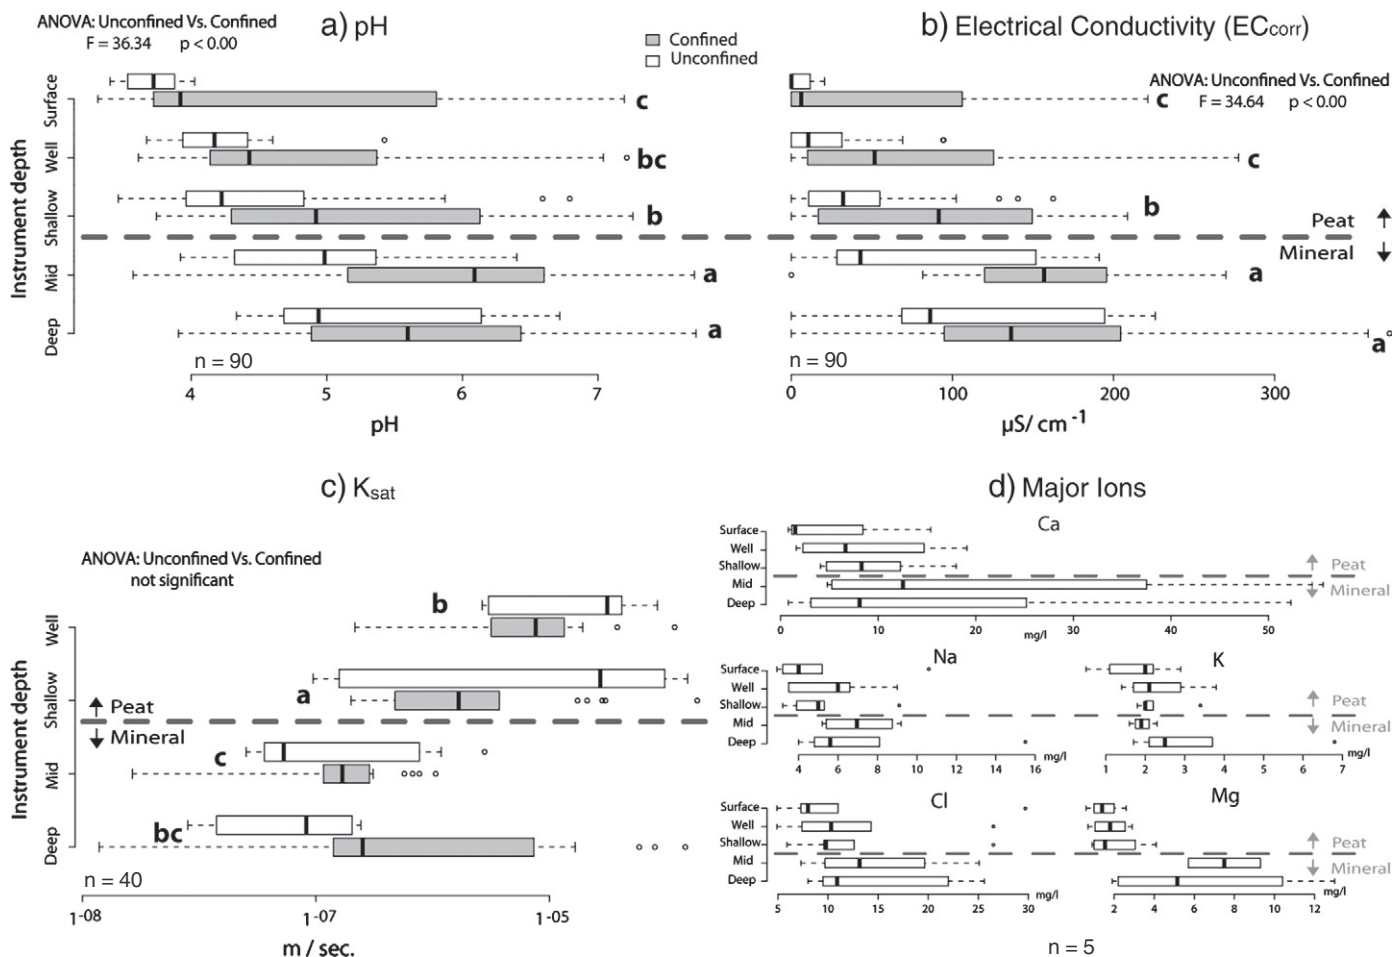 ANOVA: Unconfined Vs. Confined
F = 36.34 p < 0.00
a) pH
Confined
Unconfined
b) Electrical Conductivity (ECcorr)
ANOVA: Unconfined Vs. Confined
F = 34.64 p < 0.00
Instrument depth
Surface
Well
Shallow
Mid
Deep
c
bc
b
a
a
n = 90
4 5 6 7
pH
c
c
b
a
a
Peat
Mineral
n = 90
0 100 200 300
µS/ cm -1
c) Ksat
ANOVA: Unconfined Vs. Confined
not significant
Instrument depth
Well
Shallow
Mid
Deep
b
a
Peat
Mineral
c
bc
n = 40
1-08 1-07 1-05
m / sec.
d) Major Ions
Ca
Surface
Well
Shallow
Mid
Deep
Peat
Mineral
0 10 20 30 40 50
mg/l
Na
Surface
Well
Shallow
Mid
Deep
4 6 8 10 12 14 16
mg/l
K
Peat
Mineral
1 2 3 4 5 6 7
mg/l
Cl
Surface
Well
Shallow
Mid
Deep
5 10 15 20 25 30
mg/l
Mg
Peat
Mineral
2 4 6 8 10 12
mg/l
n = 5